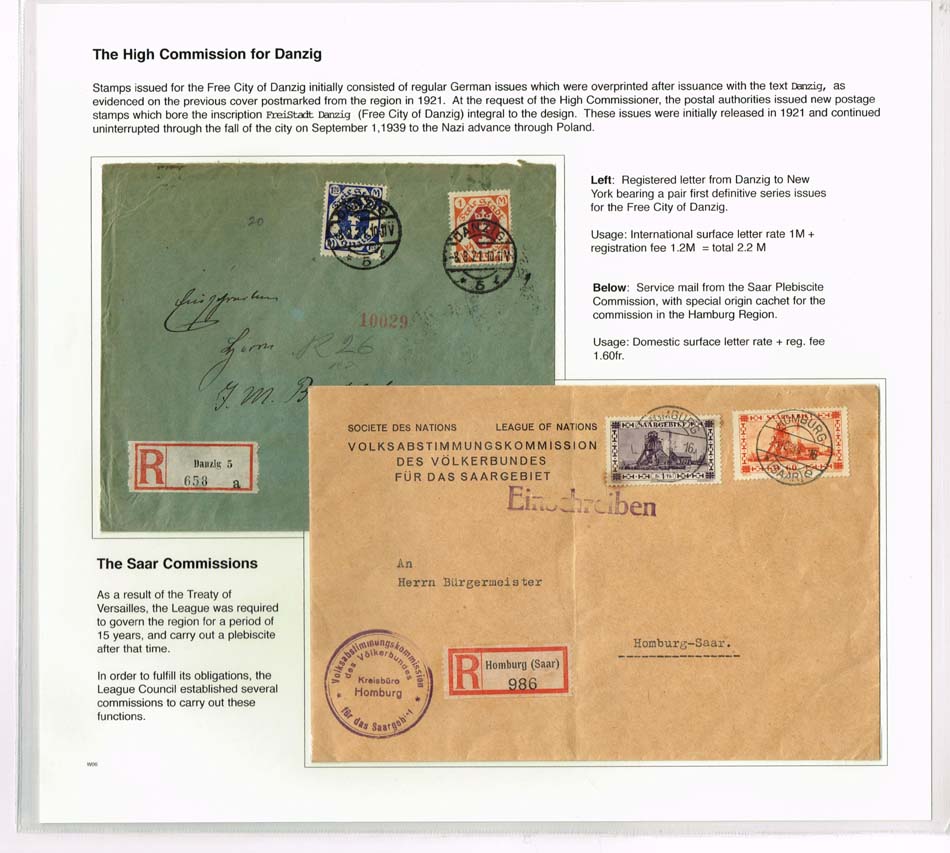 The High Commission for Danzig
Stamps issued for the Free City of Danzig initially consisted of regular German issues which were overprinted after issuance with the text Danzig, as
evidenced on the previous cover postmarked from the region in 1921. At the request of the High Commissioner, the postal authorities issued new postage
stamps which bore the inscription FreiStadt Danzig (Free City of Danzig) integral to the design. These issues were initially released in 1921 and continued
uninterrupted through the fall of the city on September 1,1939 to the Nazi advance through Poland.
Left: Registered letter from Danzig to New
York bearing a pair first definitive series issues
for the Free City of Danzig.
Usage: International surface letter rate 1M +
registration fee 1.2M = total 2.2 M
Below: Service mail from the Saar Plebiscite
Commission, with special origin cachet for the
commission in the Hamburg Region.
Usage: Domestic surface letter rate + reg. fee
1.60fr.
20
DANZIG
5
1 M
DANZIG
5
Einschreiben
10029
Herrn R 26
J. M.
R
Danzig 5
658 a
SOCIETE DES NATIONS LEAGUE OF NATIONS
VOLKSABSTIMMUNGSKOMMISSION
DES VÖLKERBUNDES
FÜR DAS SAARGEBIET
Einschreiben
SAARGEBIET
HOMBURG
HOMBURG
(SAAR)
An
Herrn Bürgermeister
Homburg-Saar.
R
Homburg (Saar)
986
Volksabstimmungskommission
des Völkerbundes
Kreisbüro
Homburg
für das Saargebiet
The Saar Commissions
As a result of the Treaty of
Versailles, the League was required
to govern the region for a period of
15 years, and carry out a plebiscite
after that time.
In order to fulfill its obligations, the
League Council established several
commissions to carry out these
functions.
W06